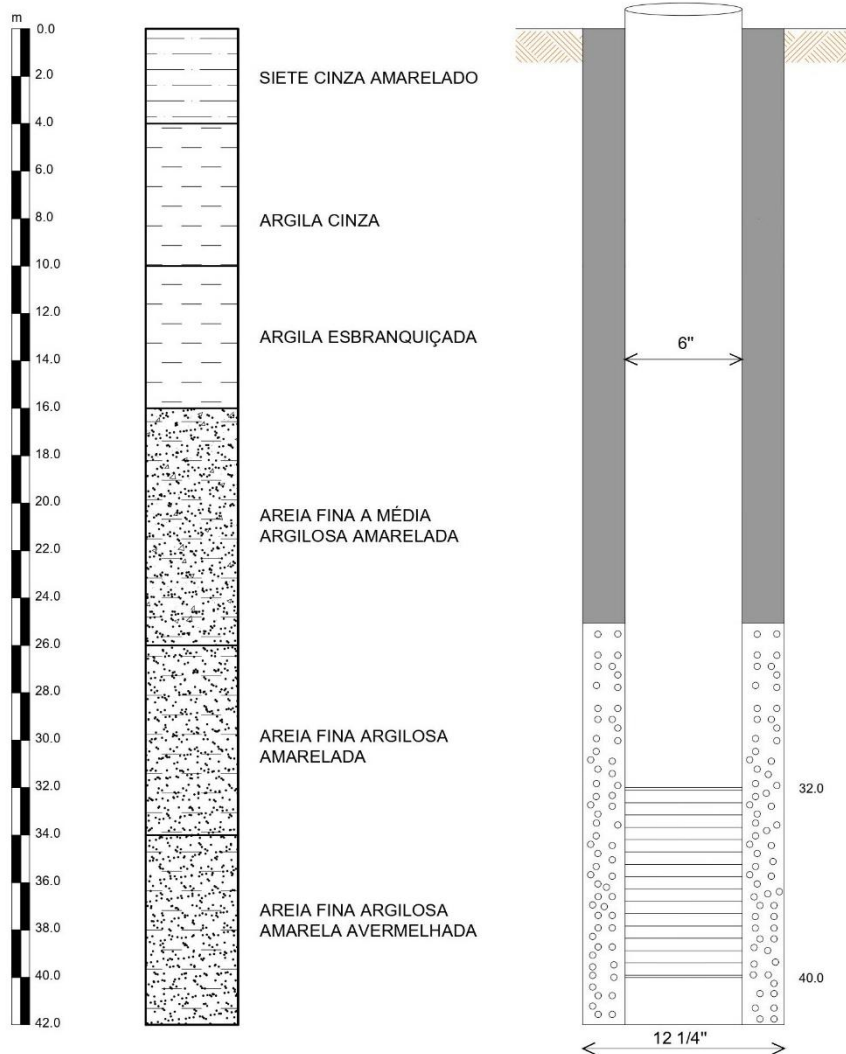 m
0.0
2.0
4.0
6.0
8.0
10.0
12.0
14.0
16.0
18.0
20.0
22.0
24.0
26.0
28.0
30.0
32.0
34.0
36.0
38.0
40.0
42.0
SIETE CINZA AMARELADO
ARGILA CINZA
ARGILA ESBRANQUIÇADA
AREIA FINA A MÉDIA
ARGILOSA AMARELADA
AREIA FINA ARGILOSA
AMARELADA
AREIA FINA ARGILOSA
AMARELA AVERMELHADA
6"
32.0
40.0
12 1/4"